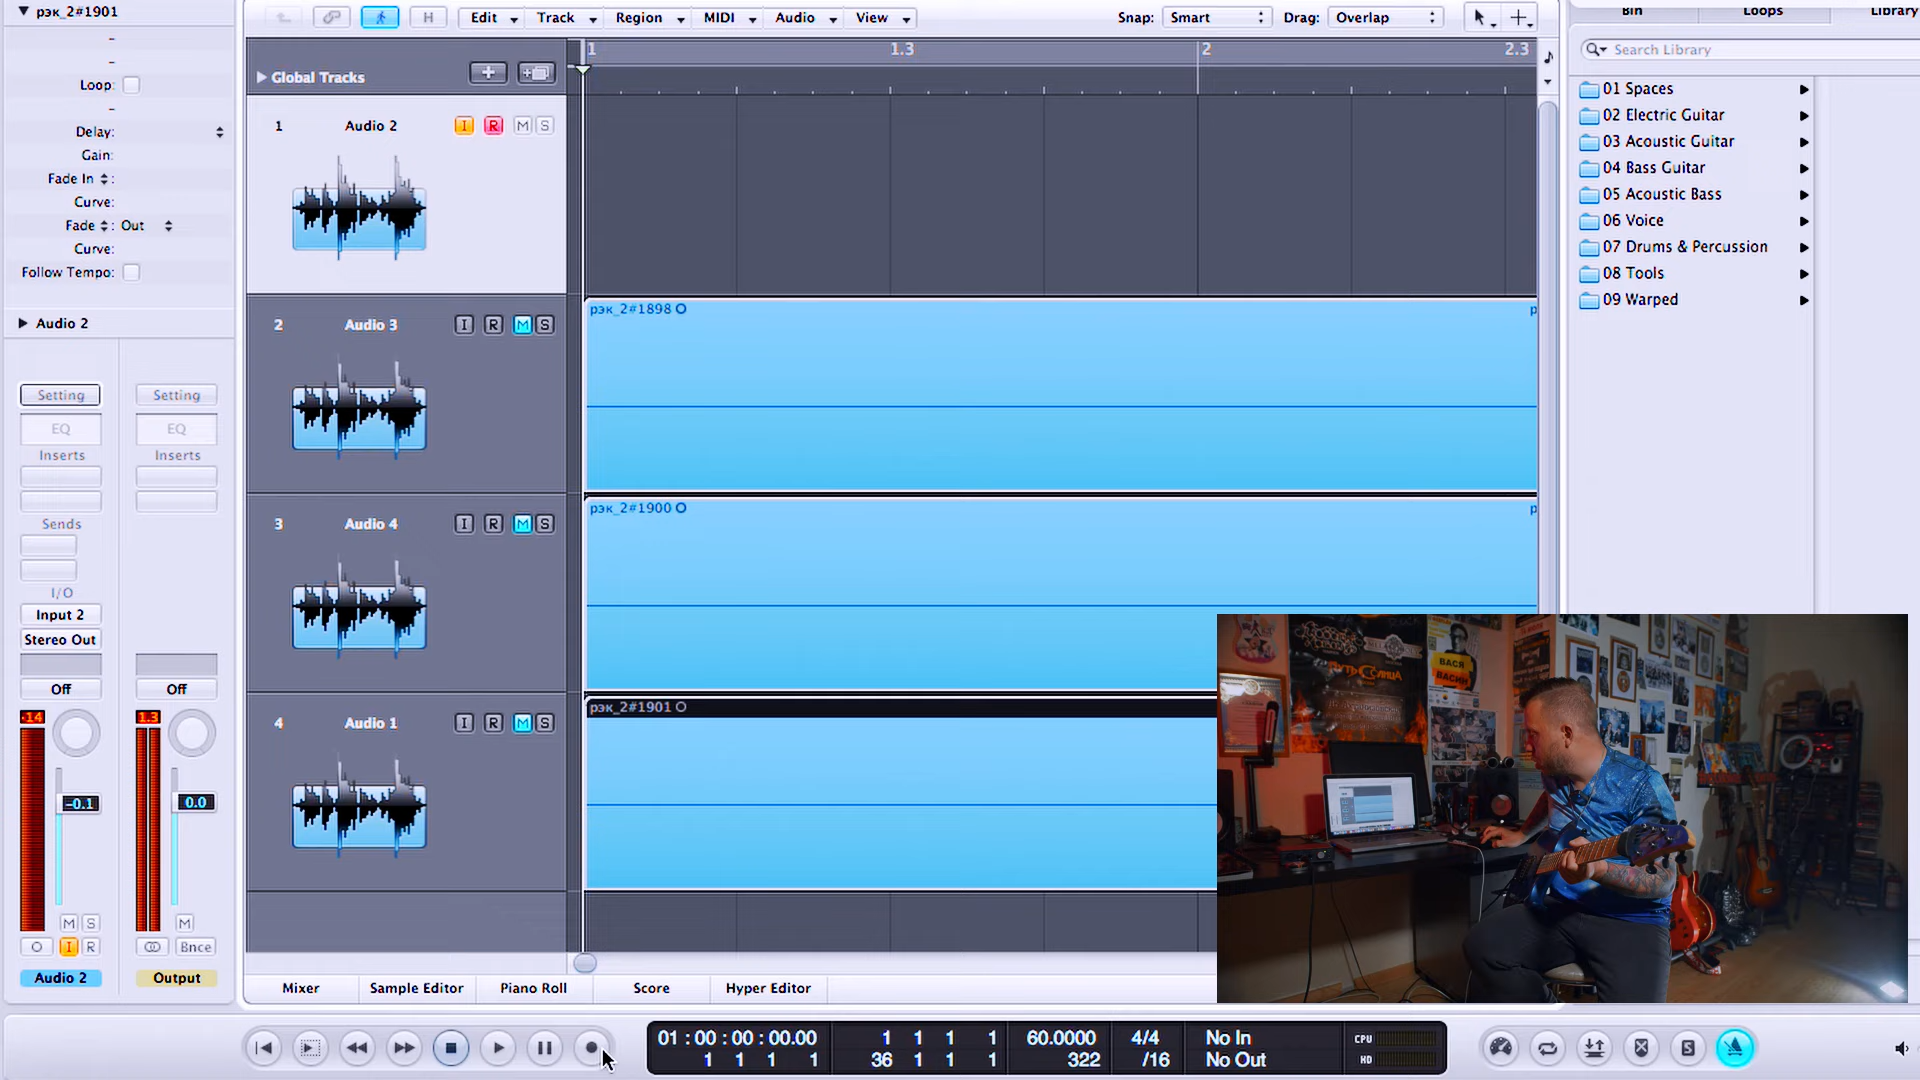 рэк_2#1901
Edit Track Region MIDI Audio View Snap: Smart Drag: Overlap
Bin Loops Library
H
Search Library
1 1.3 2 2.3
Global Tracks
-
-
Loop:
-
Delay:
Gain:
Fade In :
Curve:
Fade : Out
Curve:
Follow Tempo:
Audio 2
1 Audio 2 I R M S
2 Audio 3 I R M S
3 Audio 4 I R M S
4 Audio 1 I R M S
рэк_2#1898
рэк_2#1900
рэк_2#1901
01 Spaces
02 Electric Guitar
03 Acoustic Guitar
04 Bass Guitar
05 Acoustic Bass
06 Voice
07 Drums & Percussion
08 Tools
09 Warped
Setting Setting
EQ EQ
Inserts Inserts
Sends
I/O
Input 2
Stereo Out
Off Off
-14 1.3
-0.1 0.0
M S M
I R Bnce
Audio 2 Output
ПУТЬ СОЛНЦА
ВАСЯ
ВАСИН
Mixer Sample Editor Piano Roll Score Hyper Editor
01 : 00 : 00 : 00.00 1 1 1 1 60.0000 4/4 No In CPU
1 1 1 1 36 1 1 1 322 /16 No Out HD
S